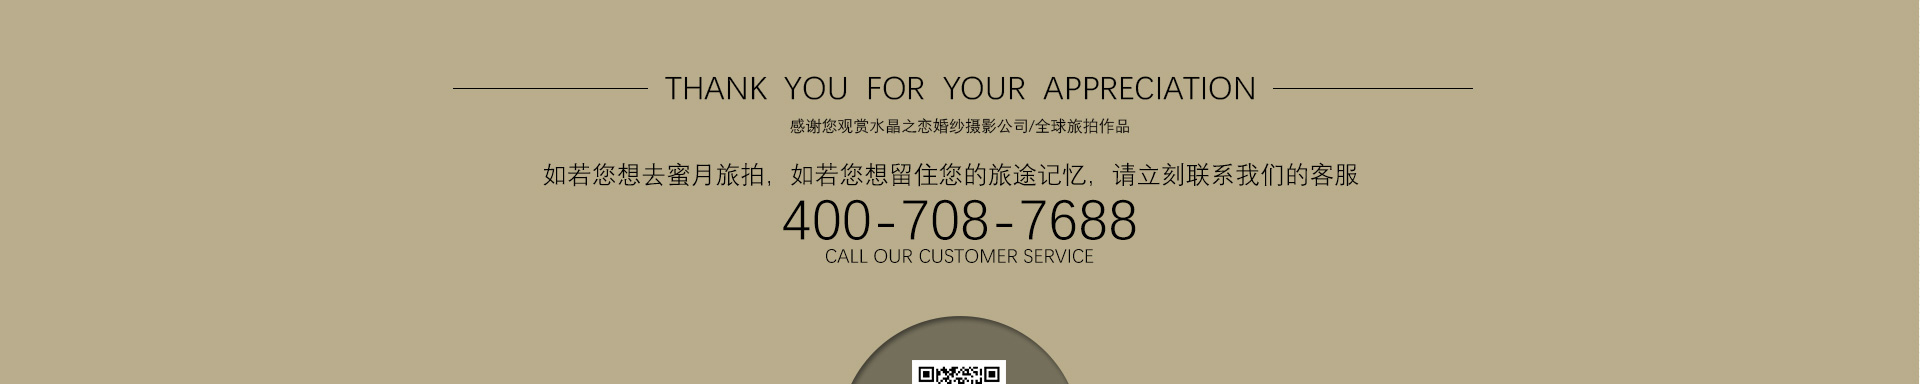 THANK YOU FOR YOUR APPRECIATION
感谢您观赏水晶之恋婚纱摄影公司/全球旅拍作品
如若您想去蜜月旅拍，如若您想留住您的旅途记忆，请立刻联系我们的客服
400-708-7688
CALL OUR CUSTOMER SERVICE